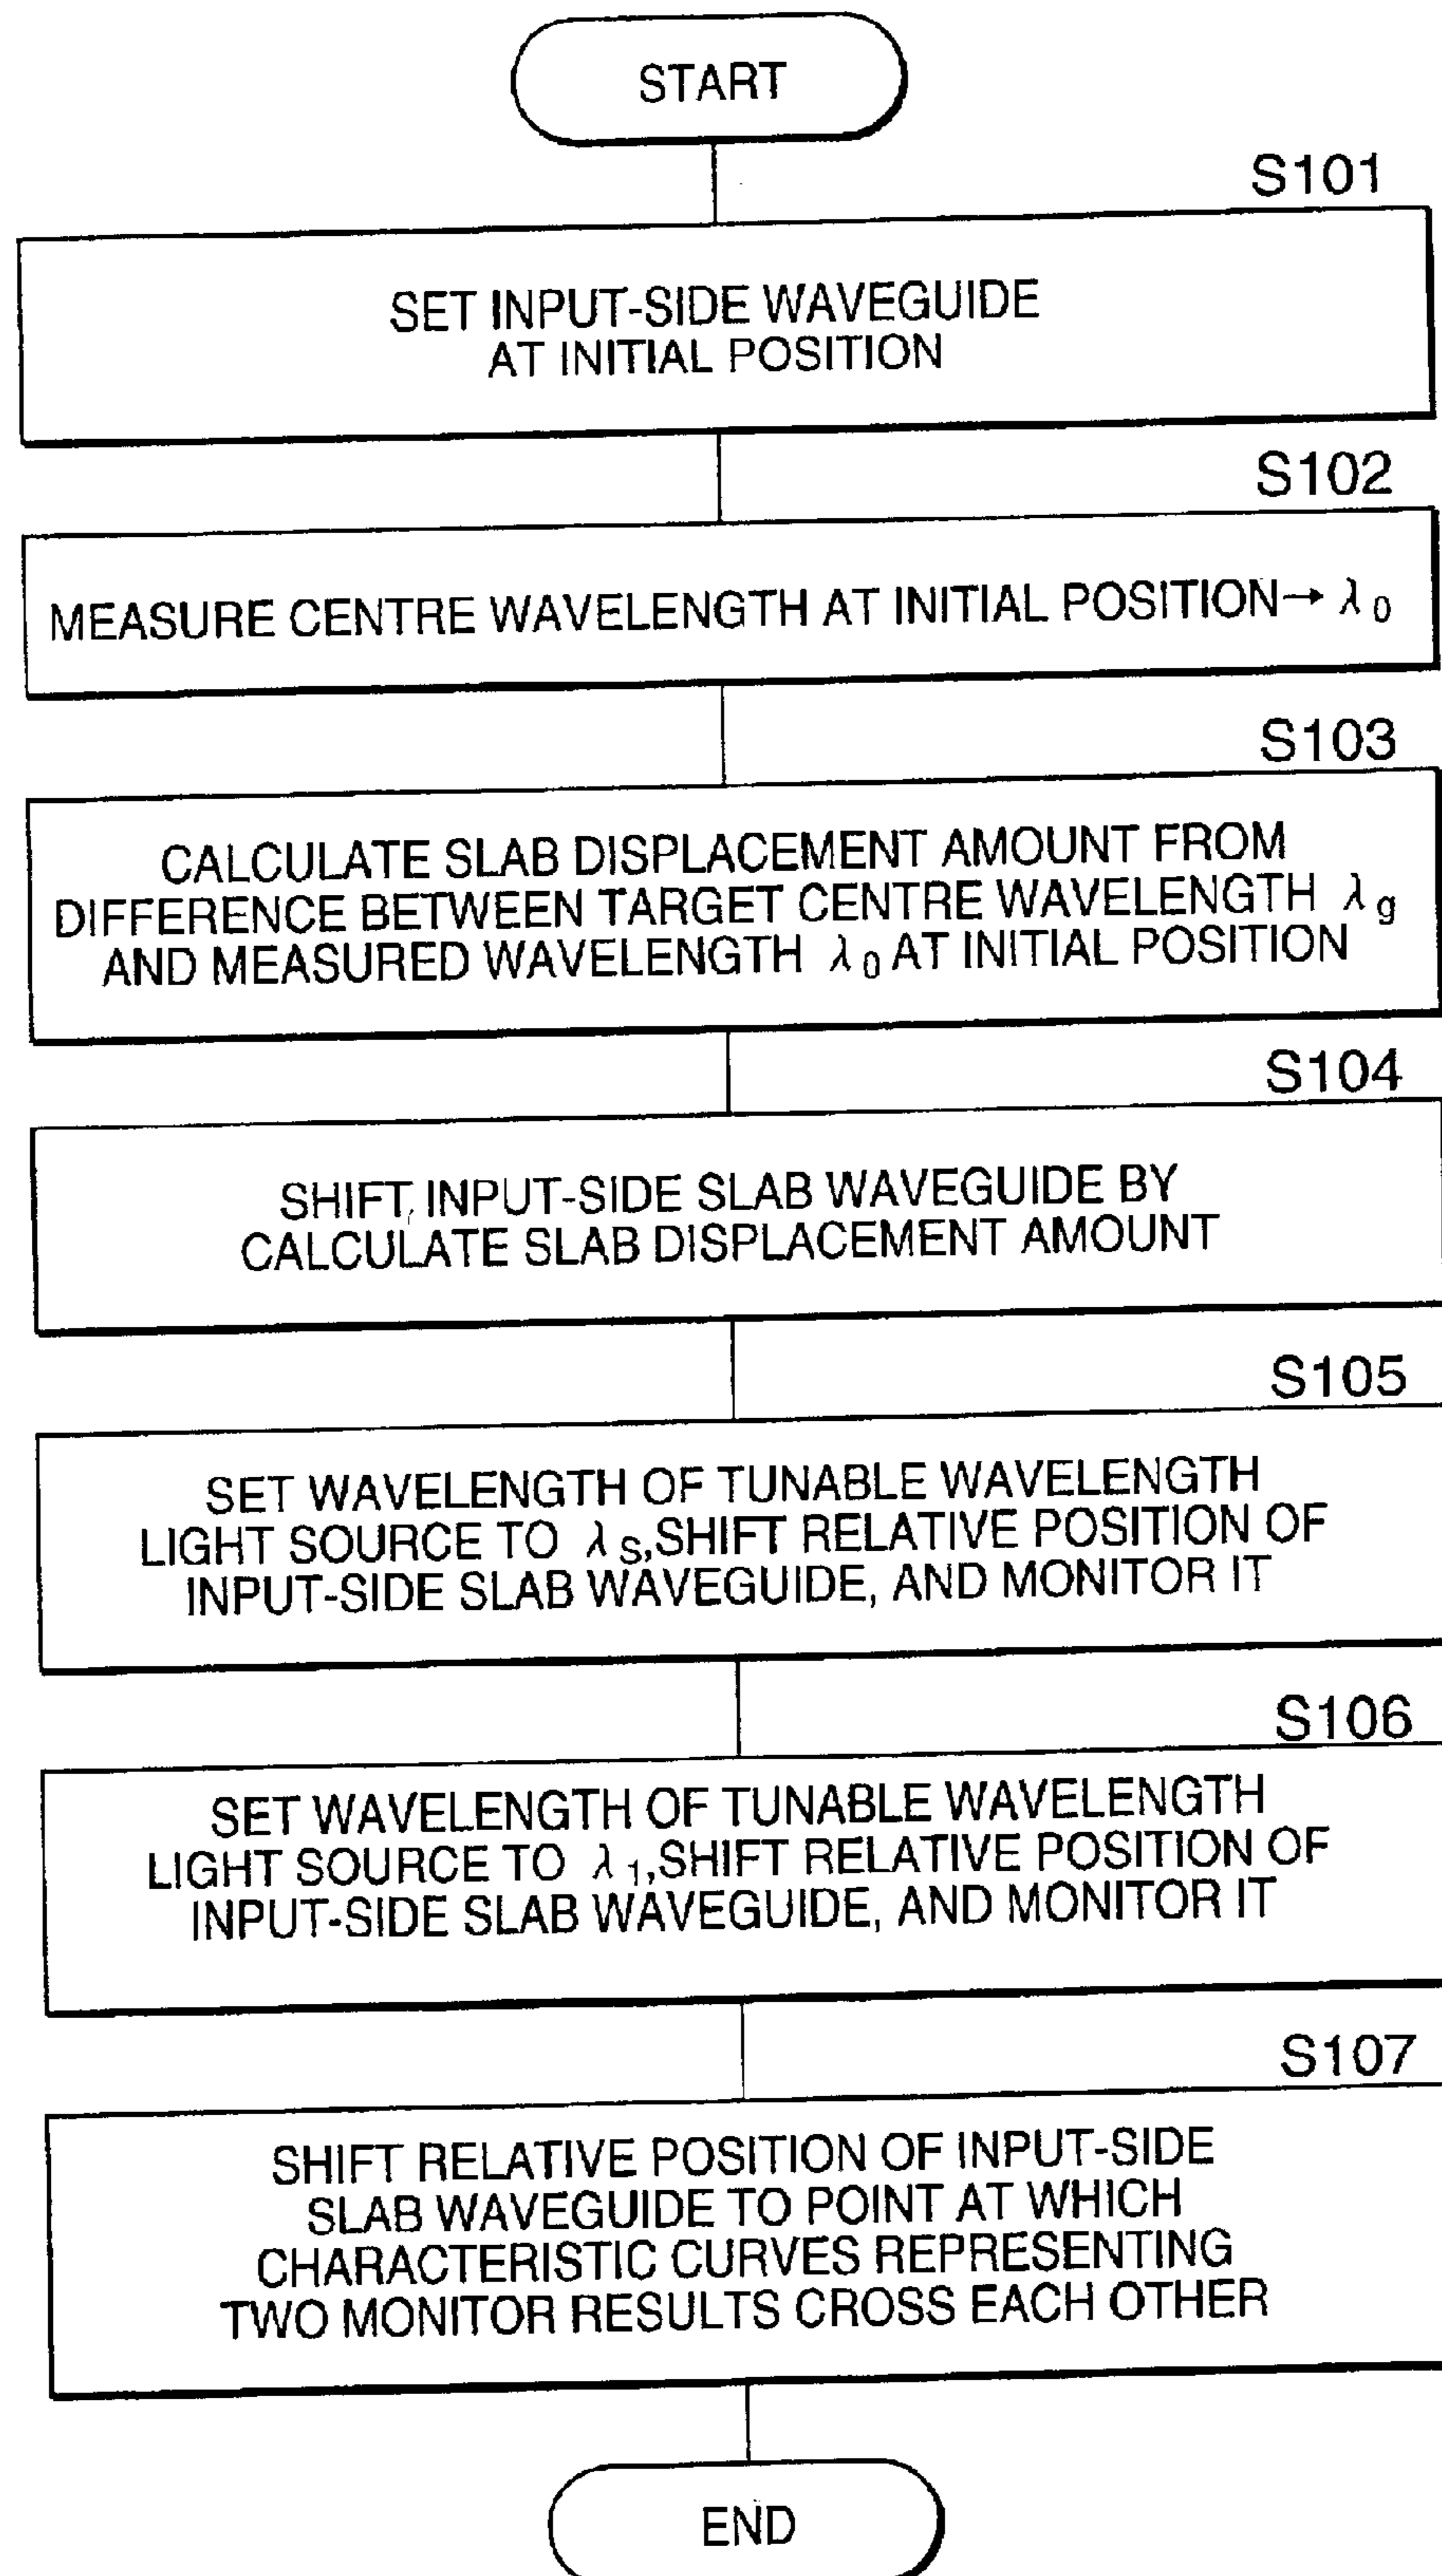 START
S101
SET INPUT-SIDE WAVEGUIDE
AT INITIAL POSITION
S102
MEASURE CENTRE WAVELENGTH AT INITIAL POSITION→ λ₀
S103
CALCULATE SLAB DISPLACEMENT AMOUNT FROM
DIFFERENCE BETWEEN TARGET CENTRE WAVELENGTH λg
AND MEASURED WAVELENGTH λ₀ AT INITIAL POSITION
S104
SHIFT INPUT-SIDE SLAB WAVEGUIDE BY
CALCULATE SLAB DISPLACEMENT AMOUNT
S105
SET WAVELENGTH OF TUNABLE WAVELENGTH
LIGHT SOURCE TO λs,SHIFT RELATIVE POSITION OF
INPUT-SIDE SLAB WAVEGUIDE, AND MONITOR IT
S106
SET WAVELENGTH OF TUNABLE WAVELENGTH
LIGHT SOURCE TO λ₁,SHIFT RELATIVE POSITION OF
INPUT-SIDE SLAB WAVEGUIDE, AND MONITOR IT
S107
SHIFT RELATIVE POSITION OF INPUT-SIDE
SLAB WAVEGUIDE TO POINT AT WHICH
CHARACTERISTIC CURVES REPRESENTING
TWO MONITOR RESULTS CROSS EACH OTHER
END